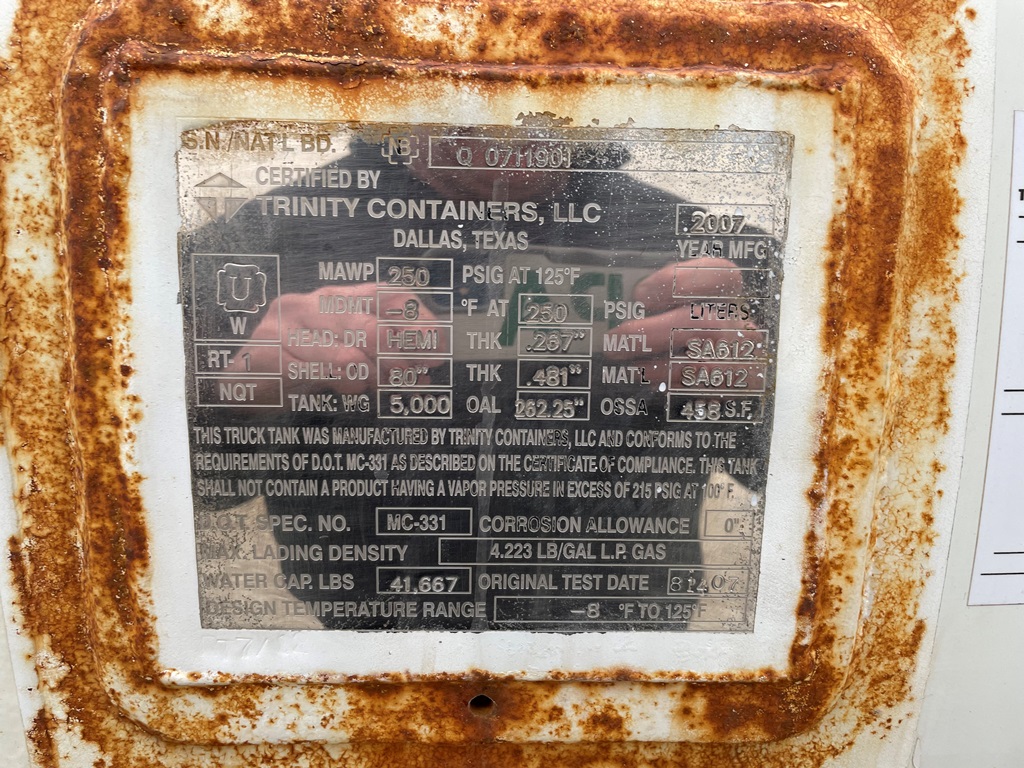 S.N./NAT'L BD. NB Q 0711901
CERTIFIED BY
TRINITY CONTAINERS, LLC
DALLAS, TEXAS
2007
YEAR MFG
U
W
MAWP 250 PSIG AT 125°F
MDMT -8 °F AT 250 PSIG LITERS
HEAD: DR HEMI THK .267" MAT'L SA612
RT-1 SHELL: OD 80" THK .481" MAT'L SA612
NQT TANK: WG 5,000 OAL 262.25" OSSA 458 S.F.
THIS TRUCK TANK WAS MANUFACTURED BY TRINITY CONTAINERS, LLC AND CONFORMS TO THE
REQUIREMENTS OF D.O.T. MC-331 AS DESCRIBED ON THE CERTIFICATE OF COMPLIANCE. THIS TANK
SHALL NOT CONTAIN A PRODUCT HAVING A VAPOR PRESSURE IN EXCESS OF 215 PSIG AT 100° F.
D.O.T. SPEC. NO. MC-331 CORROSION ALLOWANCE 0"
MAX. LADING DENSITY 4.223 LB/GAL L.P. GAS
WATER CAP. LBS 41,667 ORIGINAL TEST DATE 81407
DESIGN TEMPERATURE RANGE -8 °F TO 125°F